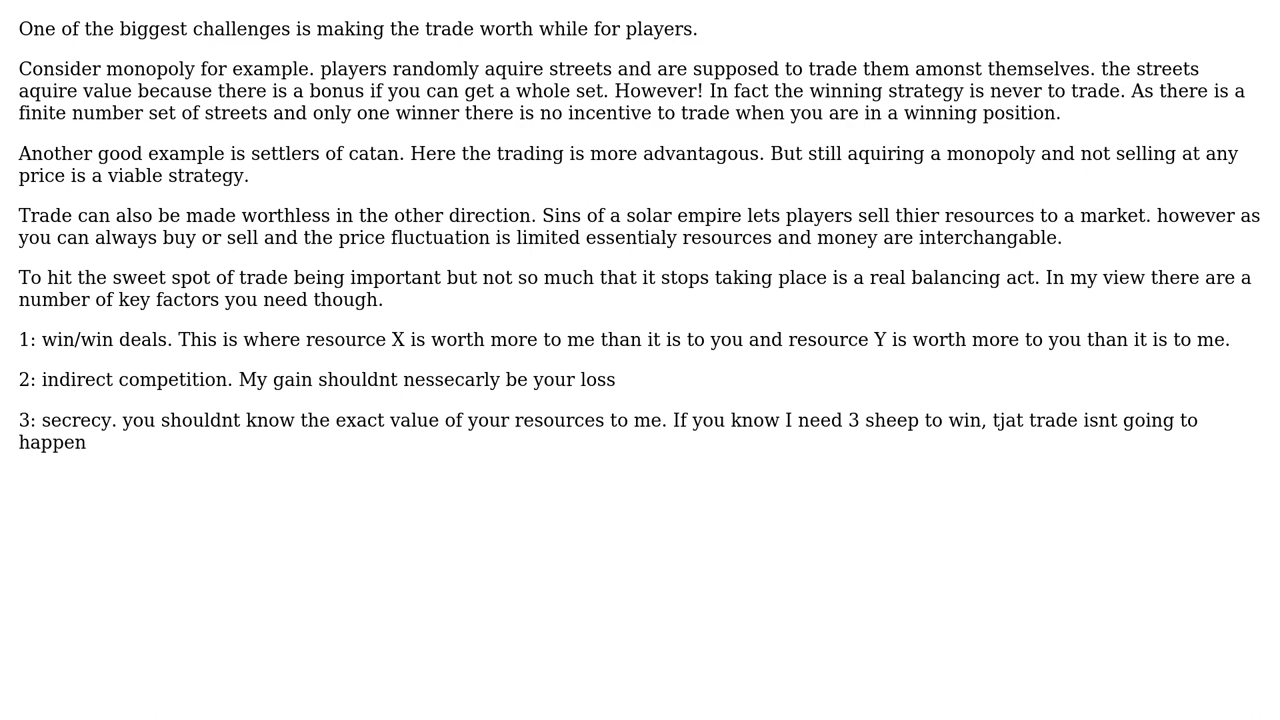 One of the biggest challenges is making the trade worth while for players.
Consider monopoly for example. players randomly aquire streets and are supposed to trade them amonst themselves. the streets
aquire value because there is a bonus if you can get a whole set. However! In fact the winning strategy is never to trade. As there is a
finite number set of streets and only one winner there is no incentive to trade when you are in a winning position.
Another good example is settlers of catan. Here the trading is more advantagous. But still aquiring a monopoly and not selling at any
price is a viable strategy.
Trade can also be made worthless in the other direction. Sins of a solar empire lets players sell thier resources to a market. however as
you can always buy or sell and the price fluctuation is limited essentialy resources and money are interchangable.
To hit the sweet spot of trade being important but not so much that it stops taking place is a real balancing act. In my view there are a
number of key factors you need though.
1: win/win deals. This is where resource X is worth more to me than it is to you and resource Y is worth more to you than it is to me.
2: indirect competition. My gain shouldnt nessecarly be your loss
3: secrecy. you shouldnt know the exact value of your resources to me. If you know I need 3 sheep to win, tjat trade isnt going to
happen